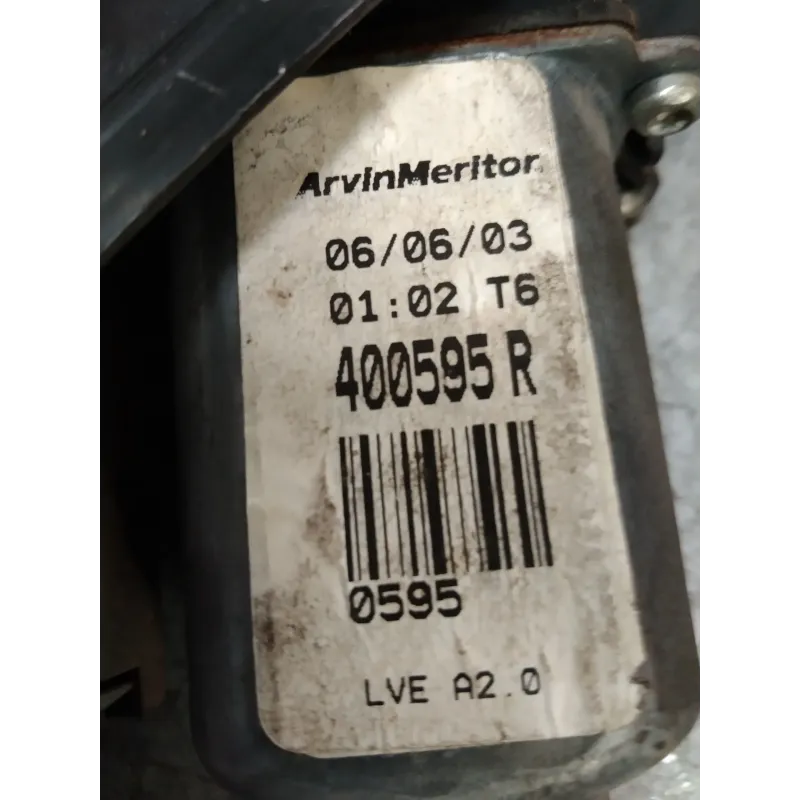 ArvinMeritor
06/06/03
01:02 T6
400595 R
0595
LVE A2.0